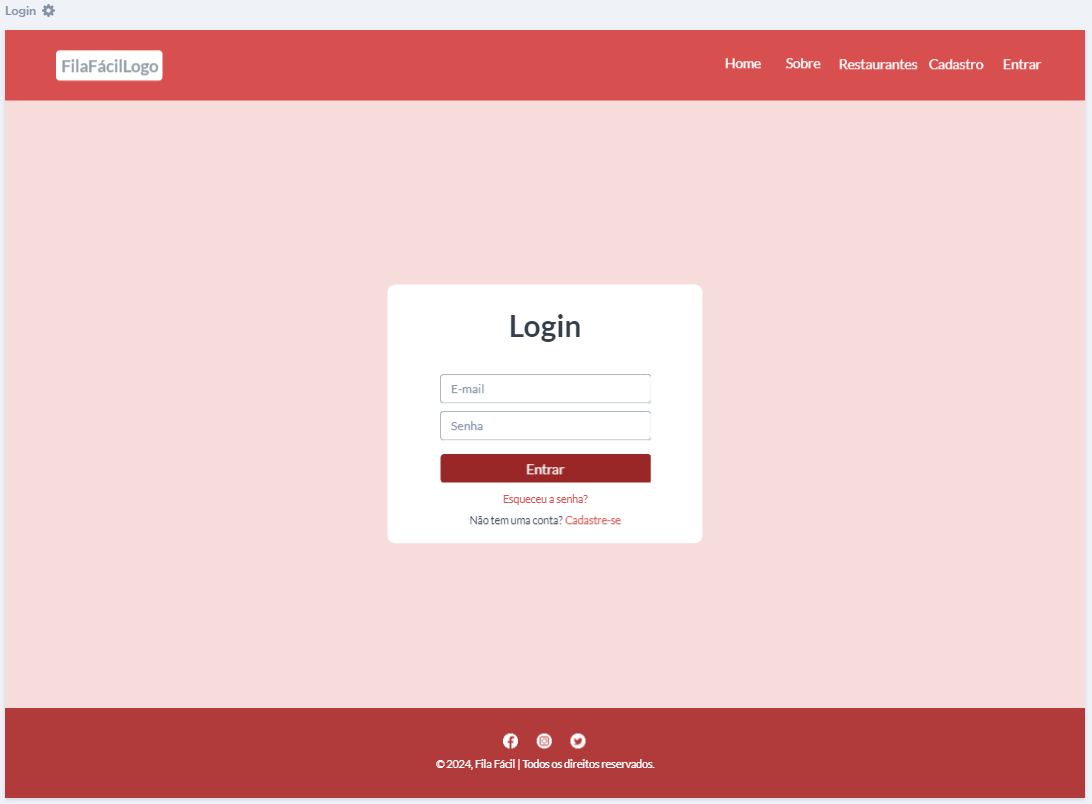 Login
FilaFácilLogo
Home Sobre Restaurantes Cadastro Entrar
Login
E-mail
Senha
Entrar
Esqueceu a senha?
Não tem uma conta? Cadastre-se
© 2024, Fila Fácil | Todos os direitos reservados.